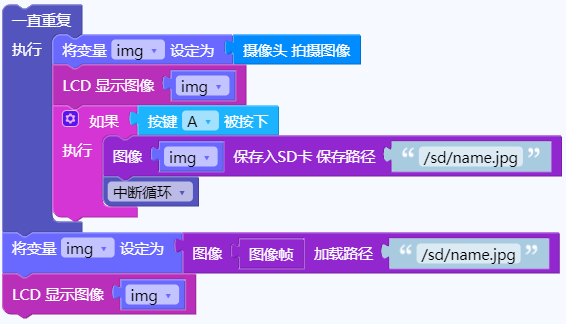 一直重复
执行 将变量 img 设定为 摄像头 拍摄图像
LCD 显示图像 img
如果 按键 A 被按下
执行 图像 img 保存入SD卡 保存路径 “ /sd/name.jpg ”
中断循环
将变量 img 设定为 图像 图像帧 加载路径 “ /sd/name.jpg ”
LCD 显示图像 img